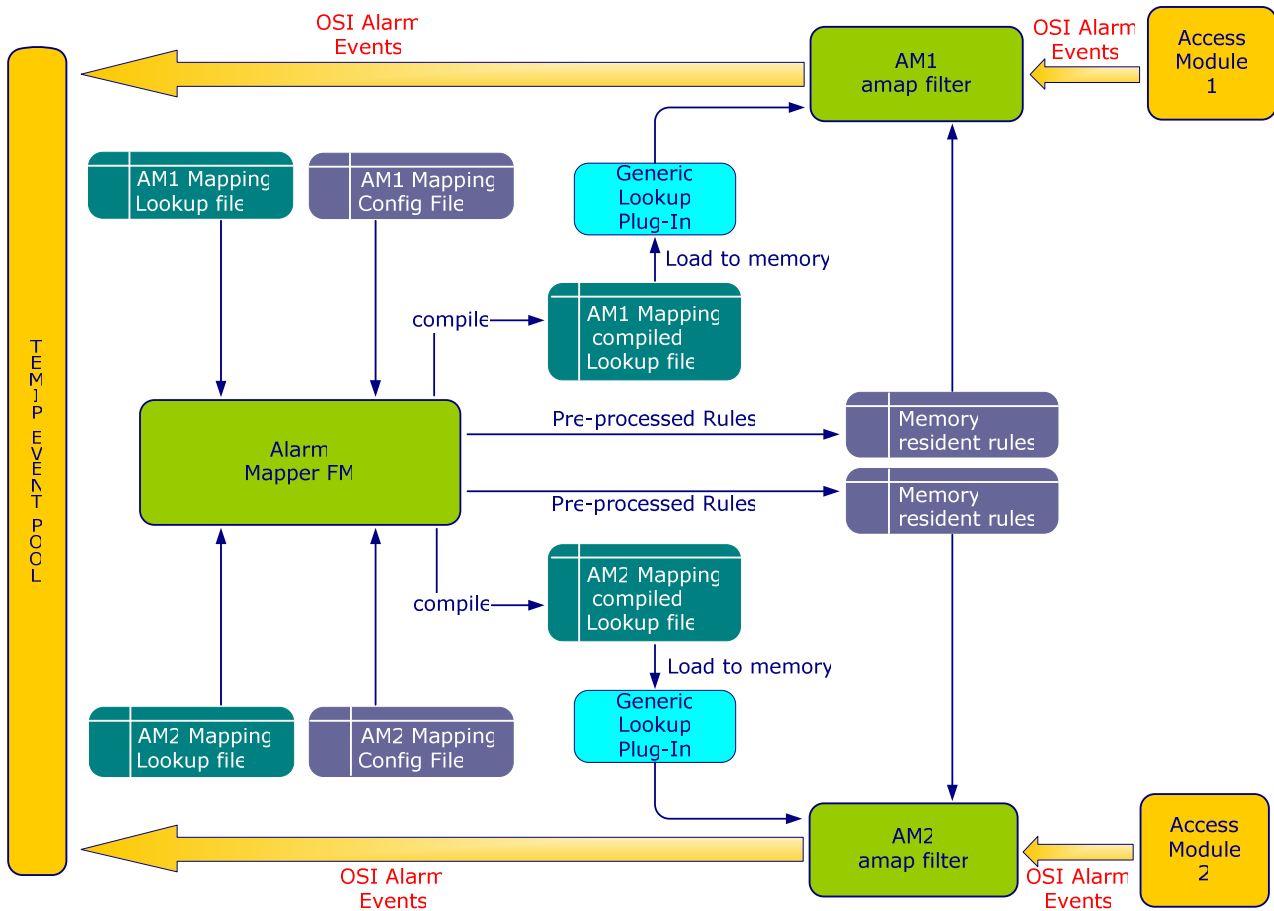 OSI Alarm
Events
AM1
amap filter
OSI Alarm
Events
Access
Module
1
AM1 Mapping
Lookup file
AM1 Mapping
Config File
Generic
Lookup
Plug-In
Load to memory
compile
AM1 Mapping
compiled
Lookup file
TEMIP EVENT POOL
Alarm
Mapper FM
Pre-processed Rules
Memory
resident rules
Pre-processed Rules
Memory
resident rules
compile
AM2 Mapping
compiled
Lookup file
Load to memory
AM2 Mapping
Lookup file
AM2 Mapping
Config File
Generic
Lookup
Plug-In
AM2
amap filter
Access
Module
2
OSI Alarm
Events
OSI Alarm
Events